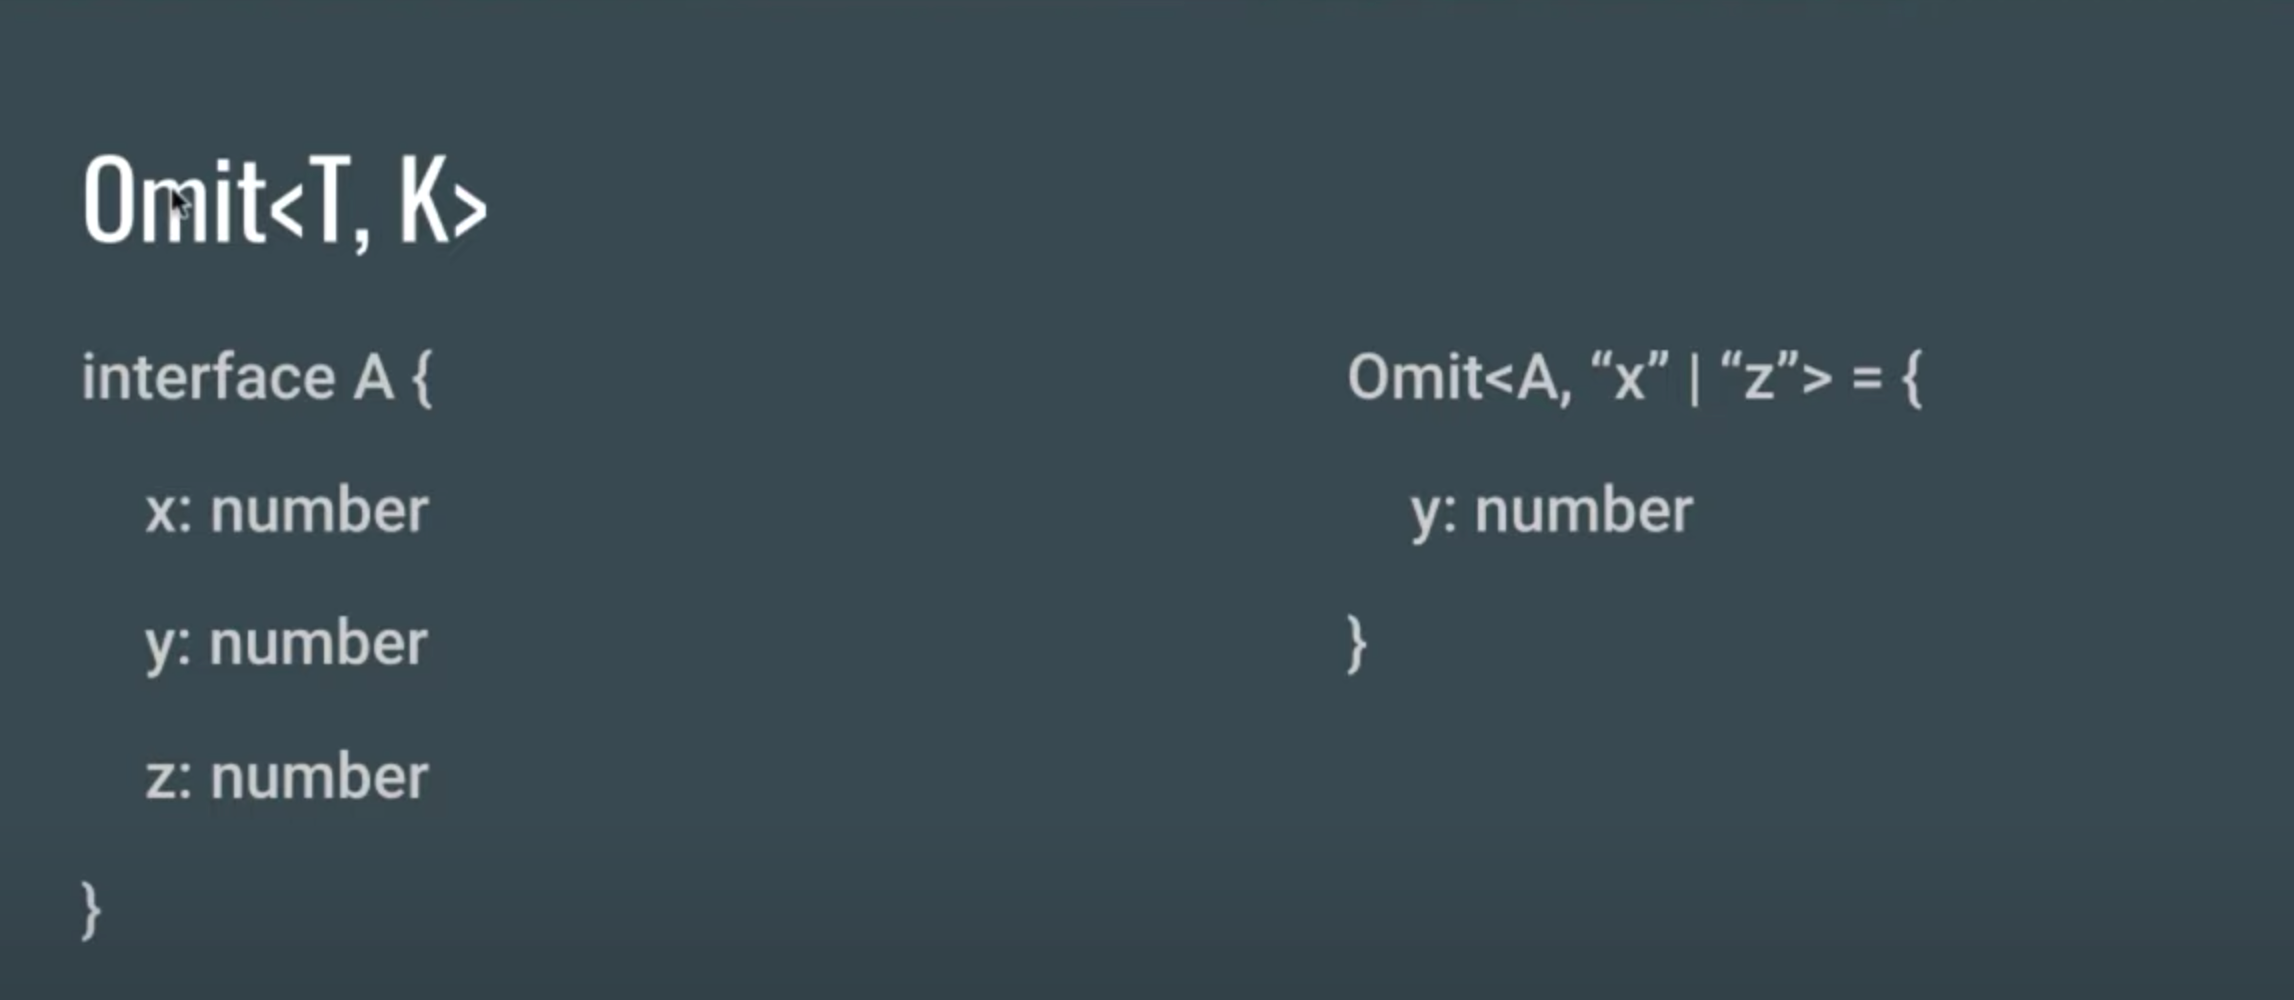 Omit<T, K>
interface A {
x: number
y: number
z: number
}
Omit<A, “x” | “z”> = {
y: number
}